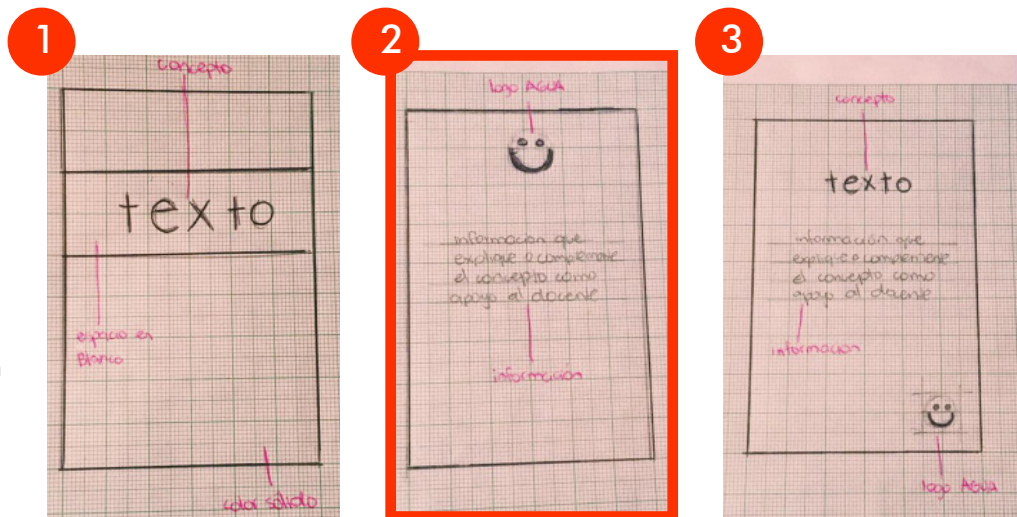 1
concepto
texto
espacio en
Blanco
color sólido
2
logo AGUA
información que
explique o complemente
el concepto como
apoyo al docente
información
3
concepto
texto
información que
explique o complemente
el concepto como
apoyo al docente
información
logo AGUA